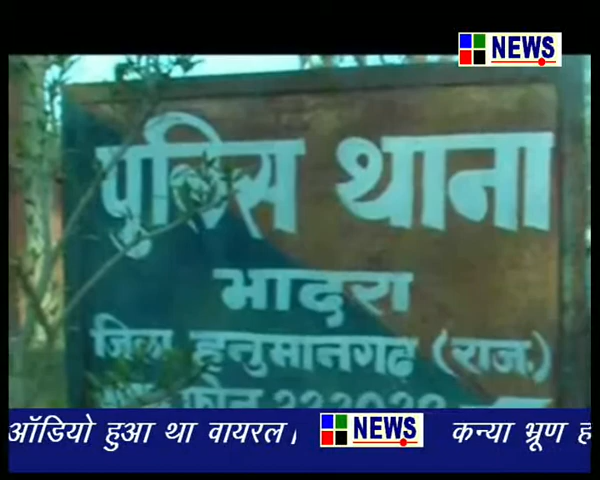 NEWS
पुलिस थाना
भादरा
जिला हनुमानगढ (राज.)
फोन
ऑडियो हुआ था वायरल। NEWS कन्या भ्रूण ह